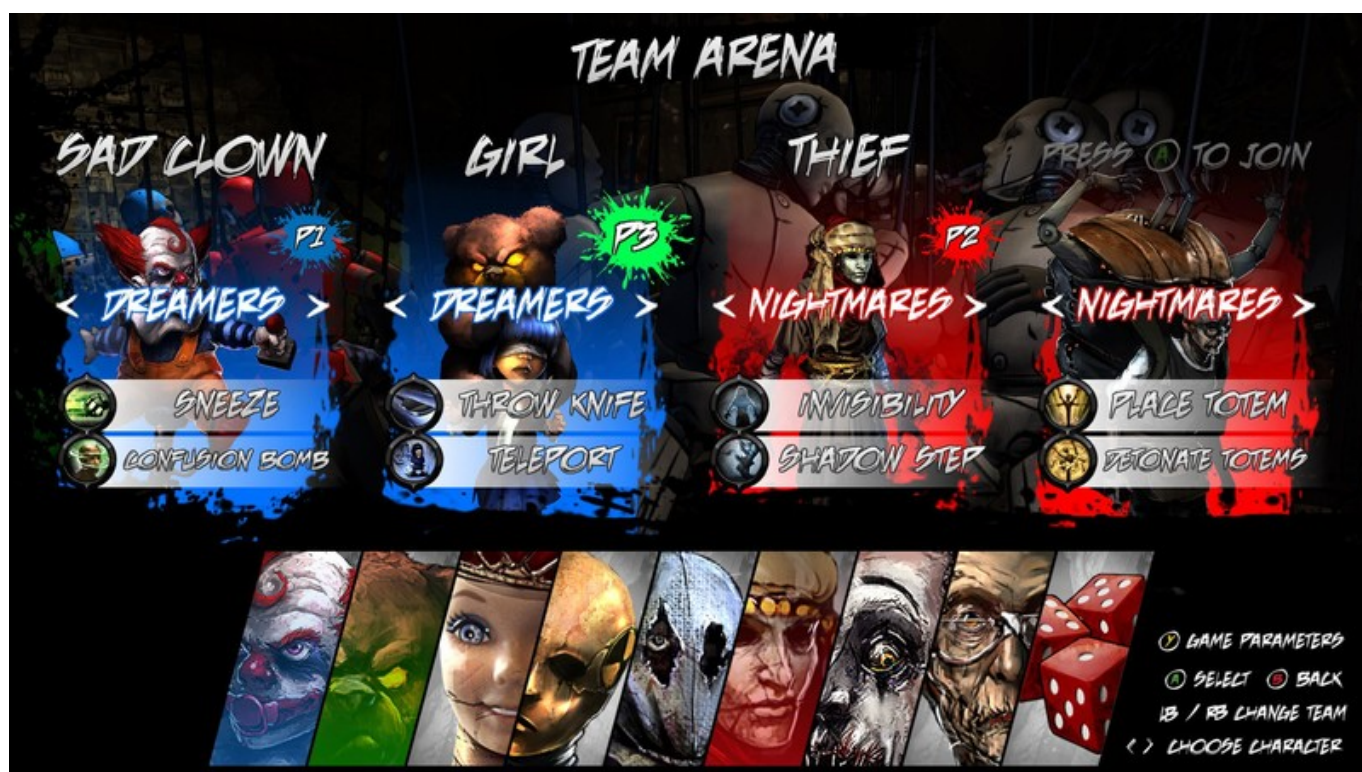 TEAM ARENA
SAD CLOWN
GIRL
THIEF
PRESS A TO JOIN
P1
P3
P2
< DREAMERS >
< DREAMERS >
< NIGHTMARES >
< NIGHTMARES >
SNEEZE
THROW KNIFE
INVISIBILITY
PLACE TOTEM
CONFUSION BOMB
TELEPORT
SHADOW STEP
DETONATE TOTEMS
Y GAME PARAMETERS
A SELECT B BACK
LB / RB CHANGE TEAM
< > CHOOSE CHARACTER